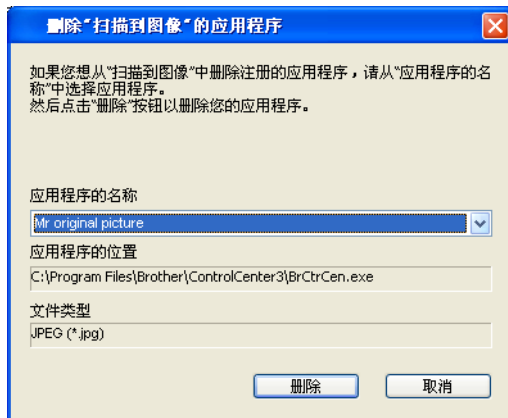 删除“扫描到图像”的应用程序
如果您想从“扫描到图像”中删除注册的应用程序，请从“应用程序的名
称”中选择应用程序。
然后点击“删除”按钮以删除您的应用程序。
应用程序的名称
Mr original picture
应用程序的位置
C:\Program Files\Brother\ControlCenter3\BrCtrCen.exe
文件类型
JPEG (*.jpg)
删除 取消